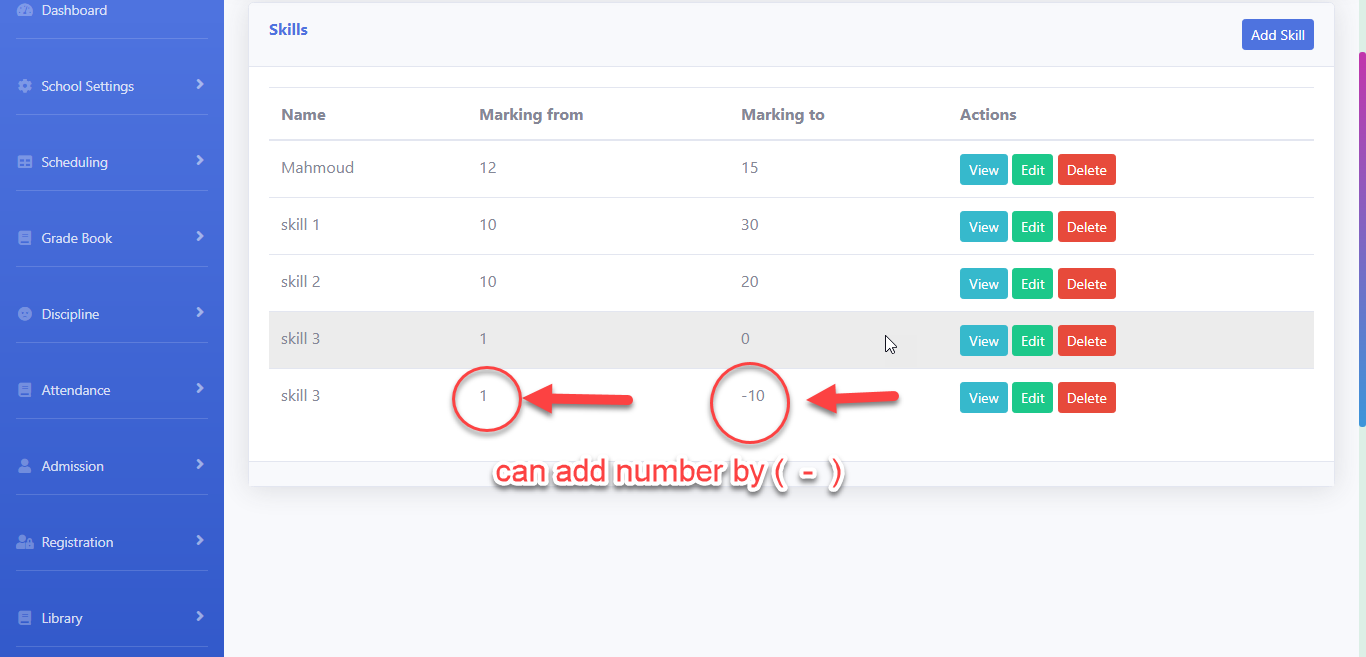 Dashboard
Skills
Add Skill
School Settings
Name Marking from Marking to Actions
Scheduling
Mahmoud 12 15 View Edit Delete
skill 1 10 30 View Edit Delete
Grade Book
skill 2 10 20 View Edit Delete
Discipline
skill 3 1 0 View Edit Delete
Attendance
skill 3 1 -10 View Edit Delete
Admission
can add number by ( - )
Registration
Library